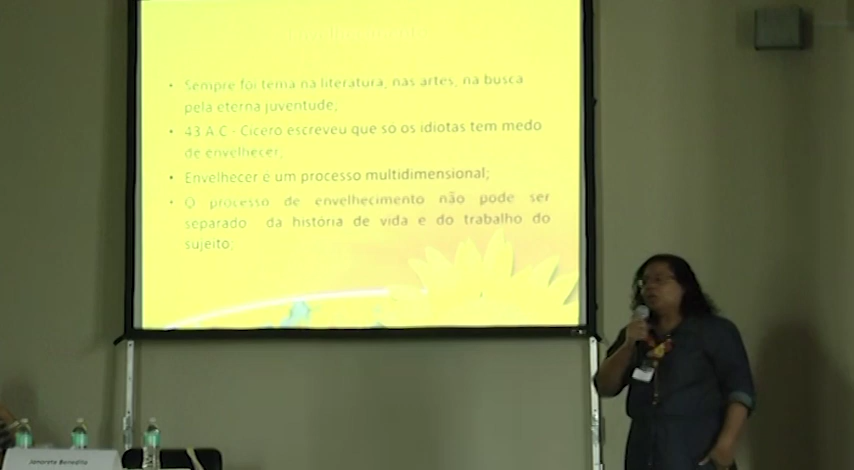 • Sempre foi tema na literatura, nas artes, na busca
pela eterna juventude;
• 43 A C - Cícero escreveu que só os idiotas tem medo
de envelhecer;
• Envelhecer é um processo multidimensional;
• O processo de envelhecimento não pode ser
separado da história de vida e do trabalho do
sujeito;
Benedito